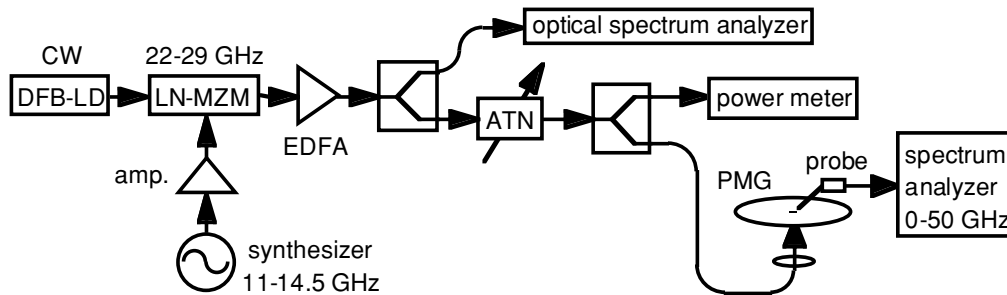 optical spectrum analyzer
CW
22-29 GHz
DFB-LD
LN-MZM
EDFA
ATN
power meter
amp.
PMG
probe
spectrum
analyzer
0-50 GHz
synthesizer
11-14.5 GHz